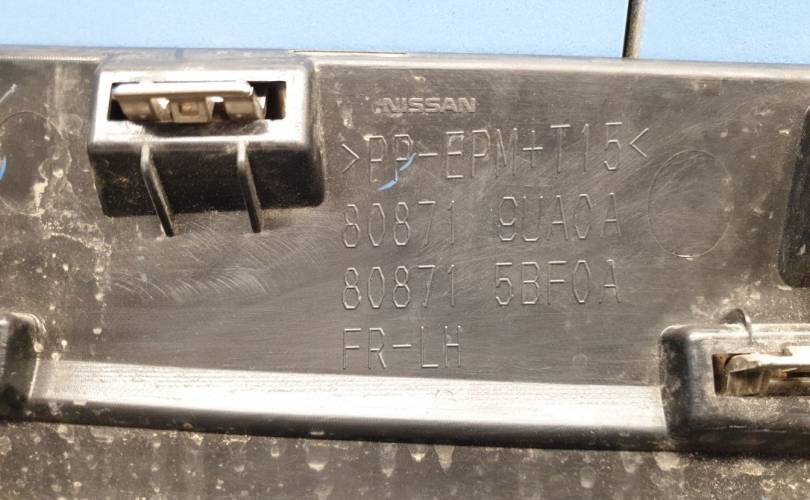 NISSAN
>PP-EPM+T15<
80871 9UA0A
80871 5BF0A
FR-LH